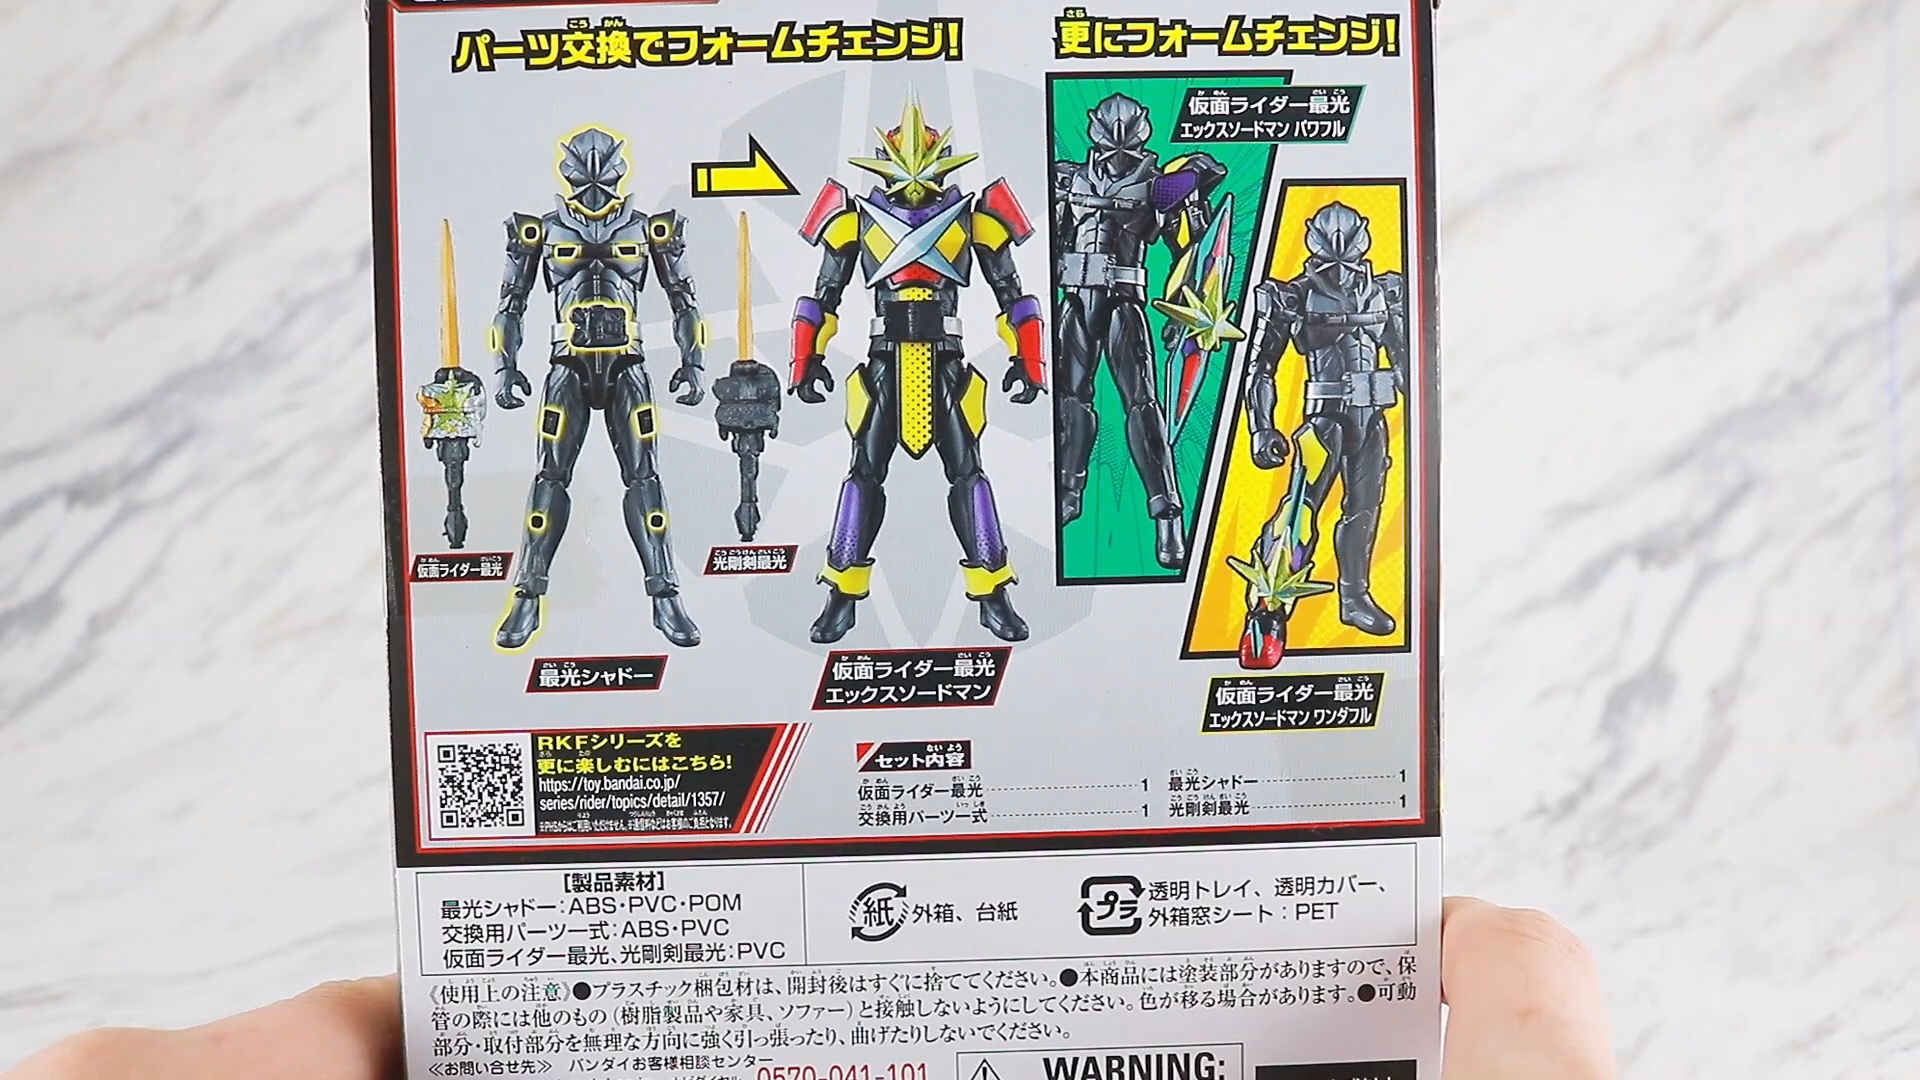 パーツ交換でフォームチェンジ!
更にフォームチェンジ!
仮面ライダー最光
エックスソードマン パワフル
仮面ライダー最光
光剛剣最光
最光シャドー
仮面ライダー最光
エックスソードマン
仮面ライダー最光
エックスソードマン ワンダフル
RKFシリーズを
更に楽しむにはこちら!
https://toy.bandai.co.jp/
series/rider/topics/detail/1357/
セット内容
仮面ライダー最光 1
交換用パーツ一式 1
最光シャドー 1
光剛剣最光 1
[製品素材]
最光シャドー:ABS・PVC・POM
交換用パーツ一式:ABS・PVC
仮面ライダー最光、光剛剣最光:PVC
紙 外箱、台紙
プラ 透明トレイ、透明カバー、
外箱窓シート:PET
《使用上の注意》●プラスチック梱包材は、開封後はすぐに捨ててください。●本商品には塗装部分がありますので、保
管の際には他のもの(樹脂製品や家具、ソファー)と接触しないようにしてください。色が移る場合があります。●可動
部分・取付部分を無理な方向に強く引っ張ったり、曲げたりしないでください。
≪お問い合せ先≫ バンダイお客様相談センター
0570-041-101
WARNING: